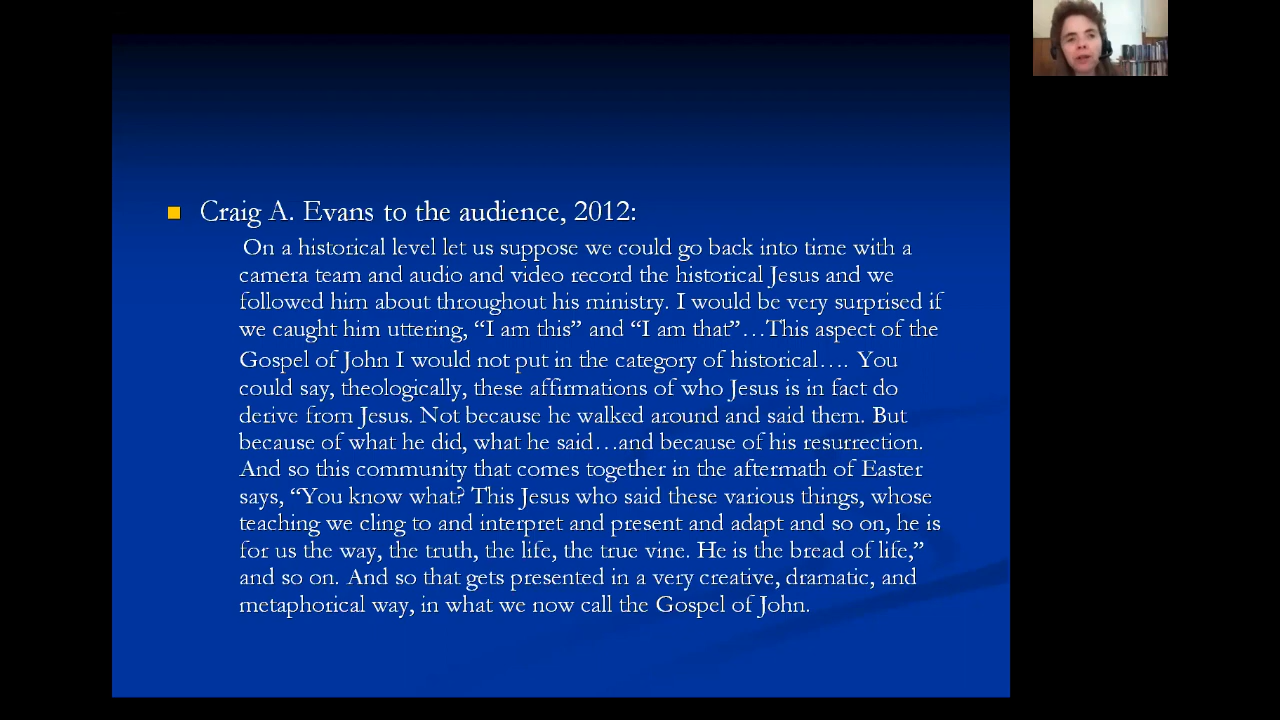 Craig A. Evans to the audience, 2012:
On a historical level let us suppose we could go back into time with a
camera team and audio and video record the historical Jesus and we
followed him about throughout his ministry. I would be very surprised if
we caught him uttering, “I am this” and “I am that”…This aspect of the
Gospel of John I would not put in the category of historical…. You
could say, theologically, these affirmations of who Jesus is in fact do
derive from Jesus. Not because he walked around and said them. But
because of what he did, what he said…and because of his resurrection.
And so this community that comes together in the aftermath of Easter
says, “You know what? This Jesus who said these various things, whose
teaching we cling to and interpret and present and adapt and so on, he is
for us the way, the truth, the life, the true vine. He is the bread of life,”
and so on. And so that gets presented in a very creative, dramatic, and
metaphorical way, in what we now call the Gospel of John.